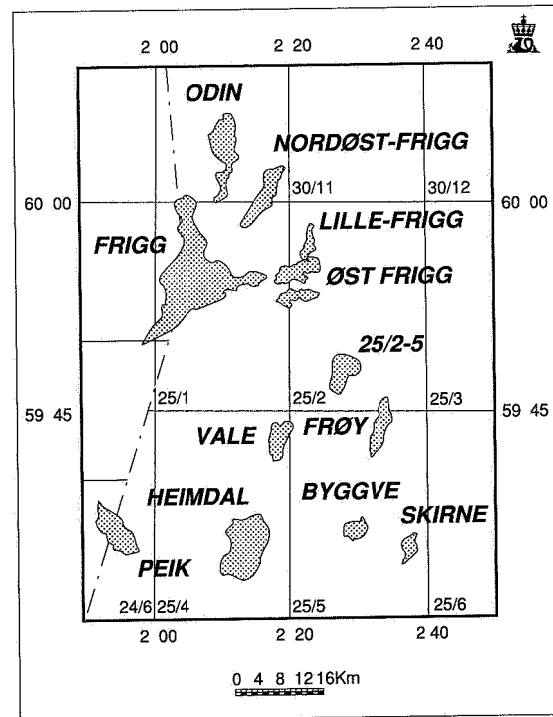 2 00 2 20 2 40
ODIN
NORDØST-FRIGG
30/11 30/12
60 00 60 00
LILLE-FRIGG
FRIGG
ØST FRIGG
25/2-5
25/1 25/2 25/3
59 45 59 45
VALE FRØY
HEIMDAL BYGGVE
SKIRNE
PEIK
24/6 25/4 25/5 25/6
2 00 2 20 2 40
0 4 8 12 16Km